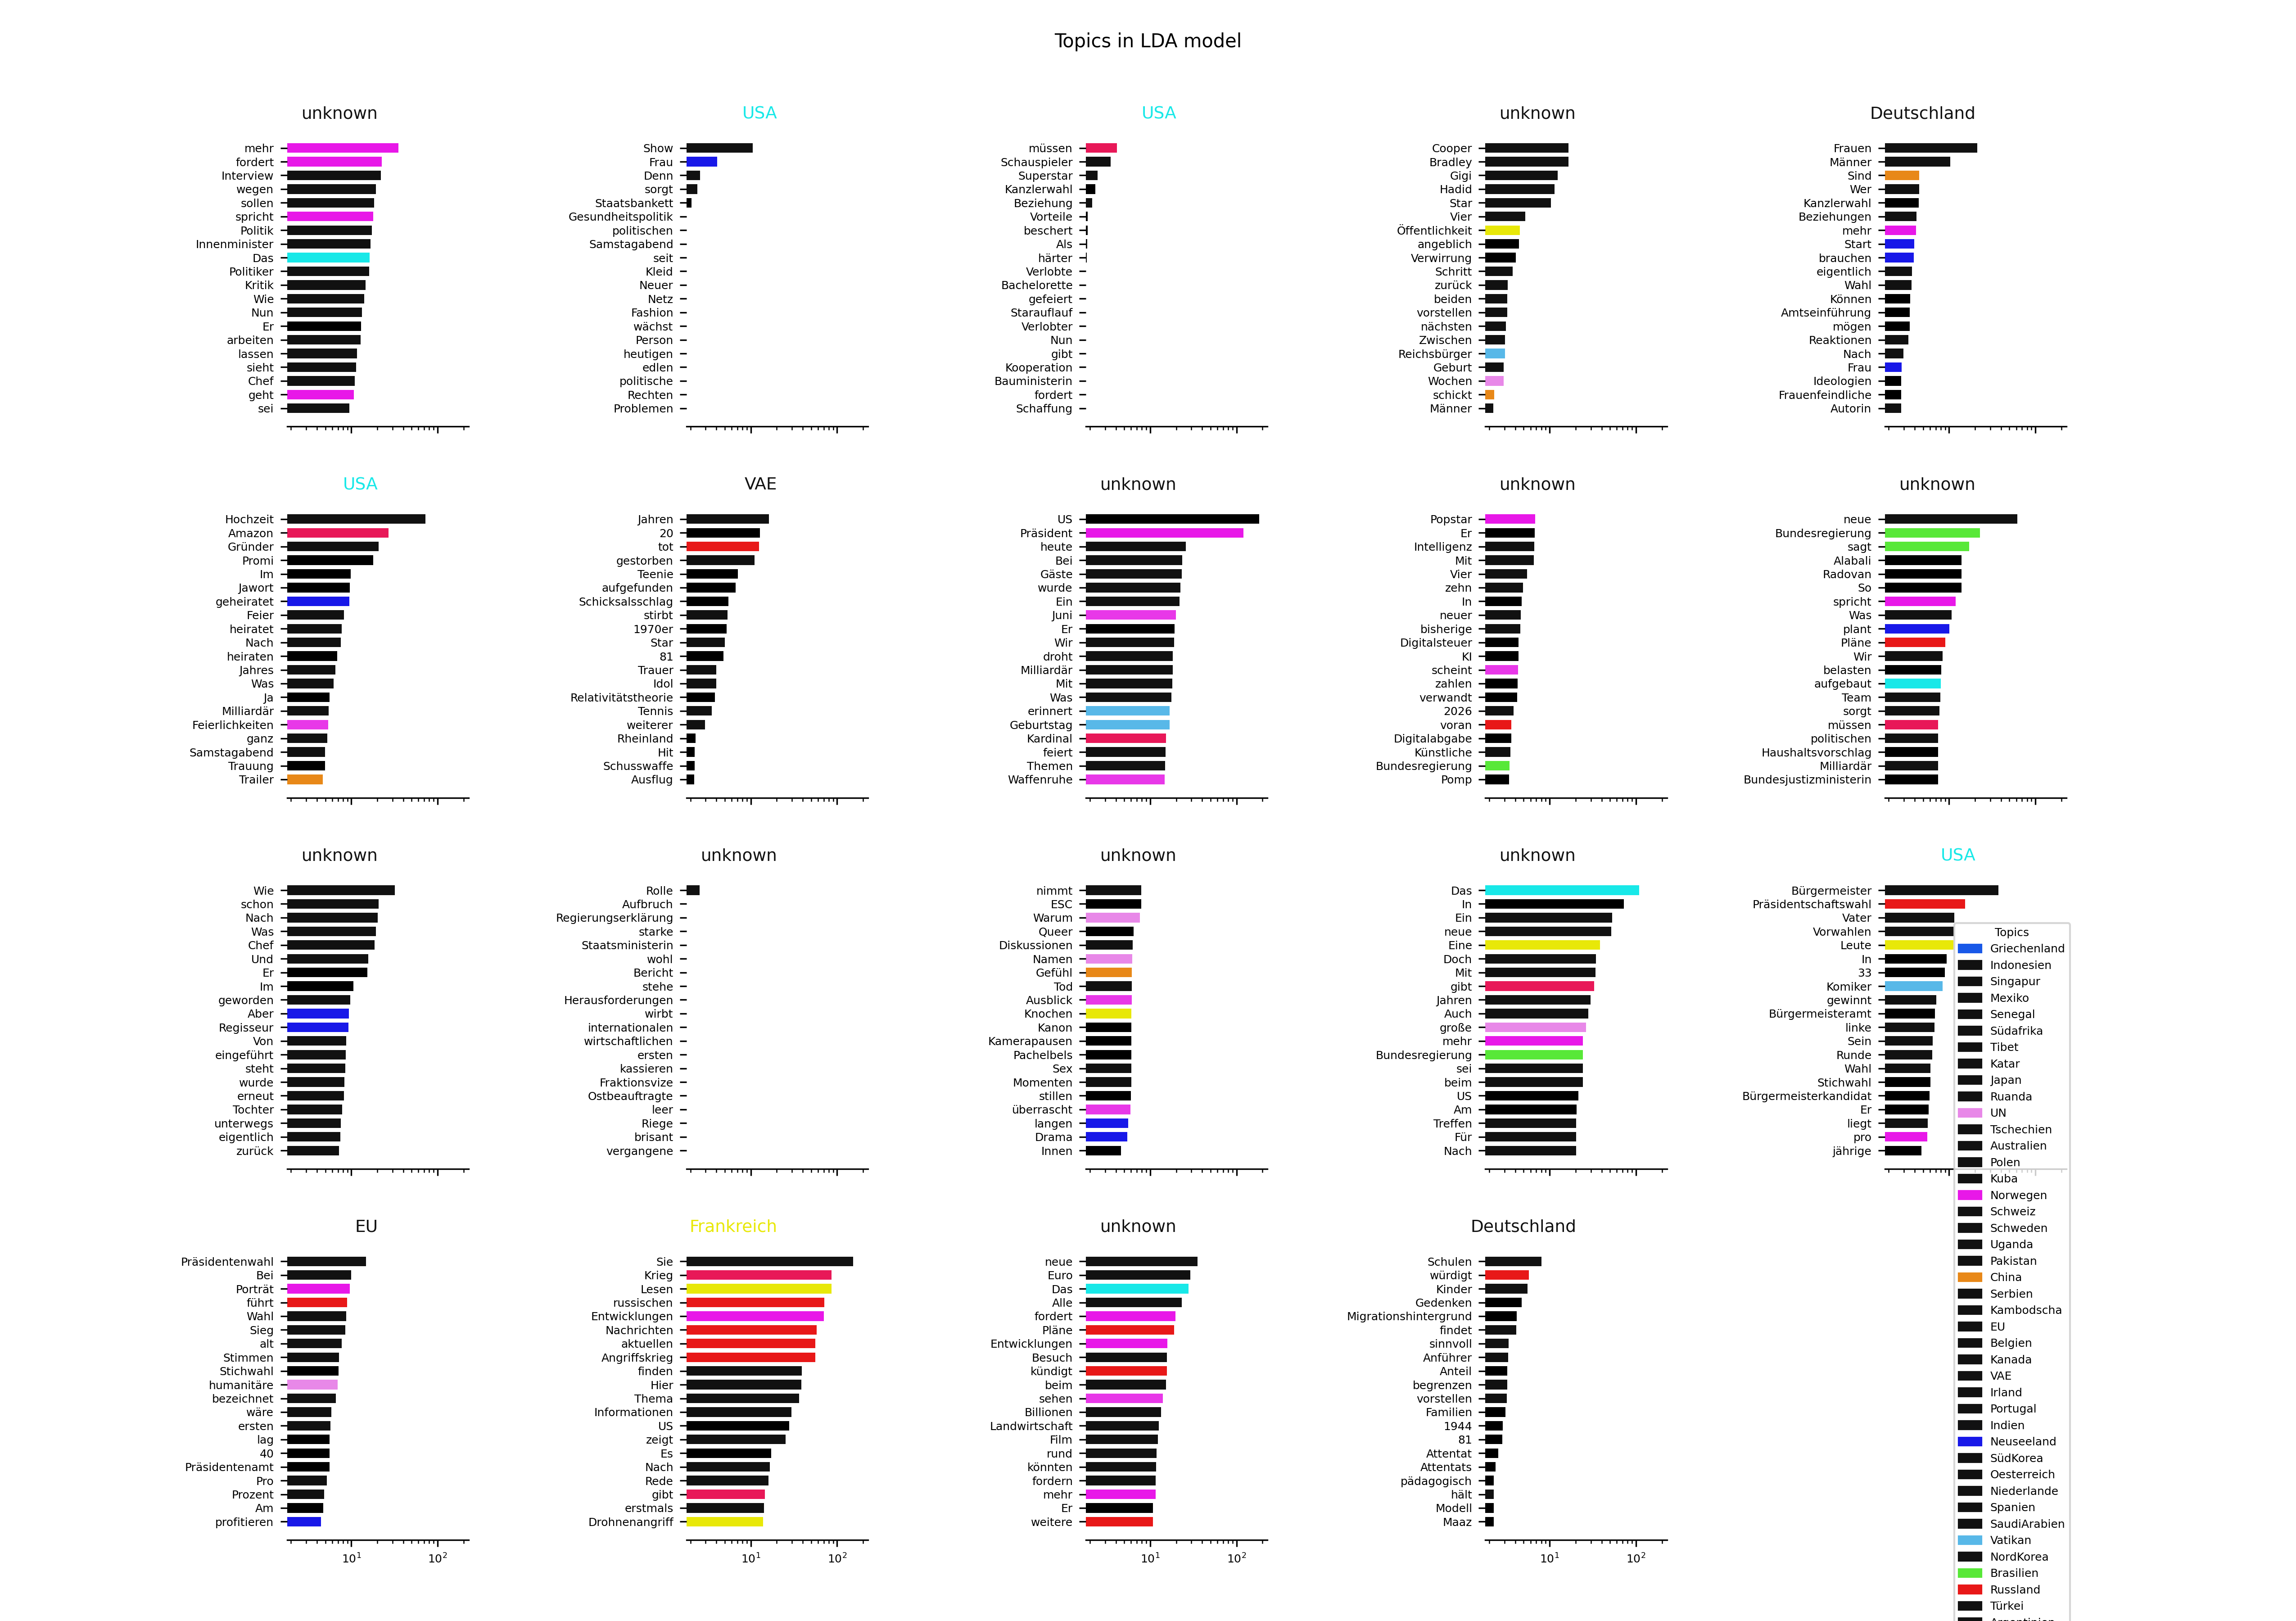 Topics in LDA model
unknown
mehr
fordert
Interview
wegen
sollen
spricht
Politik
Innenminister
Das
Politiker
Kritik
Wie
Nun
Er
arbeiten
lassen
sieht
Chef
geht
sei
USA
Show
Frau
Denn
sorgt
Staatsbankett
Gesundheitspolitik
politischen
Samstagabend
seit
Kleid
Neuer
Netz
Fashion
wächst
Person
heutigen
edlen
politische
Rechten
Problemen
USA
müssen
Schauspieler
Superstar
Kanzlerwahl
Beziehung
Vorteile
beschert
Als
härter
Verlobte
Bachelorette
gefeiert
Starauflauf
Verlobter
Nun
gibt
Kooperation
Bauministerin
fordert
Schaffung
unknown
Cooper
Bradley
Gigi
Hadid
Star
Vier
Öffentlichkeit
angeblich
Verwirrung
Schritt
zurück
beiden
vorstellen
nächsten
Zwischen
Reichsbürger
Geburt
Wochen
schickt
Männer
Deutschland
Frauen
Männer
Sind
Wer
Kanzlerwahl
Beziehungen
mehr
Start
brauchen
eigentlich
Wahl
Können
Amtseinführung
mögen
Reaktionen
Nach
Frau
Ideologien
Frauenfeindliche
Autorin
USA
Hochzeit
Amazon
Gründer
Promi
Im
Jawort
geheiratet
Feier
heiratet
Nach
heiraten
Jahres
Was
Ja
Milliardär
Feierlichkeiten
ganz
Samstagabend
Trauung
Trailer
VAE
Jahren
20
tot
gestorben
Teenie
aufgefunden
Schicksalsschlag
stirbt
1970er
Star
81
Trauer
Idol
Relativitätstheorie
Tennis
weiterer
Rheinland
Hit
Schusswaffe
Ausflug
unknown
US
Präsident
heute
Bei
Gäste
wurde
Ein
Juni
Er
Wir
droht
Milliardär
Mit
Was
erinnert
Geburtstag
Kardinal
feiert
Themen
Waffenruhe
unknown
Popstar
Er
Intelligenz
Mit
Vier
zehn
In
neuer
bisherige
Digitalsteuer
KI
scheint
zahlen
verwandt
2026
voran
Digitalabgabe
Künstliche
Bundesregierung
Pomp
unknown
neue
Bundesregierung
sagt
Alabali
Radovan
So
spricht
Was
plant
Pläne
Wir
belasten
aufgebaut
Team
sorgt
müssen
politischen
Haushaltsvorschlag
Milliardär
Bundesjustizministerin
unknown
Wie
schon
Nach
Was
Chef
Und
Er
Im
geworden
Aber
Regisseur
Von
eingeführt
steht
wurde
erneut
Tochter
unterwegs
eigentlich
zurück
unknown
Rolle
Aufbruch
Regierungserklärung
starke
Staatsministerin
wohl
Bericht
stehe
Herausforderungen
wirbt
internationalen
wirtschaftlichen
ersten
kassieren
Fraktionsvize
Ostbeauftragte
leer
Riege
brisant
vergangene
unknown
nimmt
ESC
Warum
Queer
Diskussionen
Namen
Gefühl
Tod
Ausblick
Knochen
Kanon
Kamerapausen
Pachelbels
Sex
Momenten
stillen
überrascht
langen
Drama
Innen
unknown
Das
In
Ein
neue
Eine
Doch
Mit
gibt
Jahren
Auch
große
mehr
Bundesregierung
sei
beim
US
Am
Treffen
Für
Nach
USA
Bürgermeister
Präsidentschaftswahl
Vater
Vorwahlen
Leute
In
33
Komiker
gewinnt
Bürgermeisteramt
linke
Sein
Runde
Wahl
Stichwahl
Bürgermeisterkandidat
Er
liegt
pro
jährige
EU
Präsidentenwahl
Bei
Porträt
führt
Wahl
Sieg
alt
Stimmen
Stichwahl
humanitäre
bezeichnet
wäre
ersten
lag
40
Präsidentenamt
Pro
Prozent
Am
profitieren
10¹
10²
Frankreich
Sie
Krieg
Lesen
russischen
Entwicklungen
Nachrichten
aktuellen
Angriffskrieg
finden
Hier
Thema
Informationen
US
zeigt
Es
Nach
Rede
gibt
erstmals
Drohnenangriff
10¹
10²
unknown
neue
Euro
Das
Alle
fordert
Pläne
Entwicklungen
Besuch
kündigt
beim
sehen
Billionen
Landwirtschaft
Film
rund
könnten
fordern
mehr
Er
weitere
10¹
10²
Deutschland
Schulen
würdigt
Kinder
Gedenken
Migrationshintergrund
findet
sinnvoll
Anführer
Anteil
begrenzen
vorstellen
Familien
1944
81
Attentat
Attentats
pädagogisch
hält
Modell
Maaz
10¹
10²
Topics
Griechenland
Indonesien
Singapur
Mexiko
Senegal
Südafrika
Tibet
Katar
Japan
Ruanda
UN
Tschechien
Australien
Polen
Kuba
Norwegen
Schweiz
Schweden
Uganda
Pakistan
China
Serbien
Kambodscha
EU
Belgien
Kanada
VAE
Irland
Portugal
Indien
Neuseeland
SüdKorea
Oesterreich
Niederlande
Spanien
SaudiArabien
Vatikan
NordKorea
Brasilien
Russland
Türkei